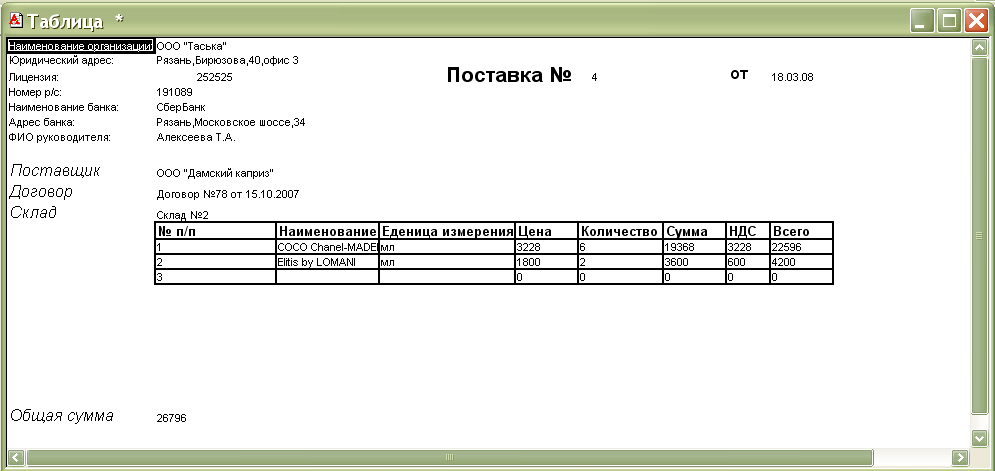 Таблица *
Наименование организации: ООО "Таська"
Юридический адрес: Рязань,Бирюзова,40,офис 3
Лицензия: 252525 Поставка № 4 от 18.03.08
Номер р/с: 191089
Наименование банка: СберБанк
Адрес банка: Рязань,Московское шоссе,34
ФИО руководителя: Алексеева Т.А.
Поставщик ООО "Дамский каприз"
Договор Договор №78 от 15.10.2007
Склад Склад №2
№ п/п Наименование Еденица измерения Цена Количество Сумма НДС Всего
1 COCO Chanel-MADE мл 3228 6 19368 3228 22596
2 Elitis by LOMANI мл 1800 2 3600 600 4200
3 0 0 0 0 0
Общая сумма 26796